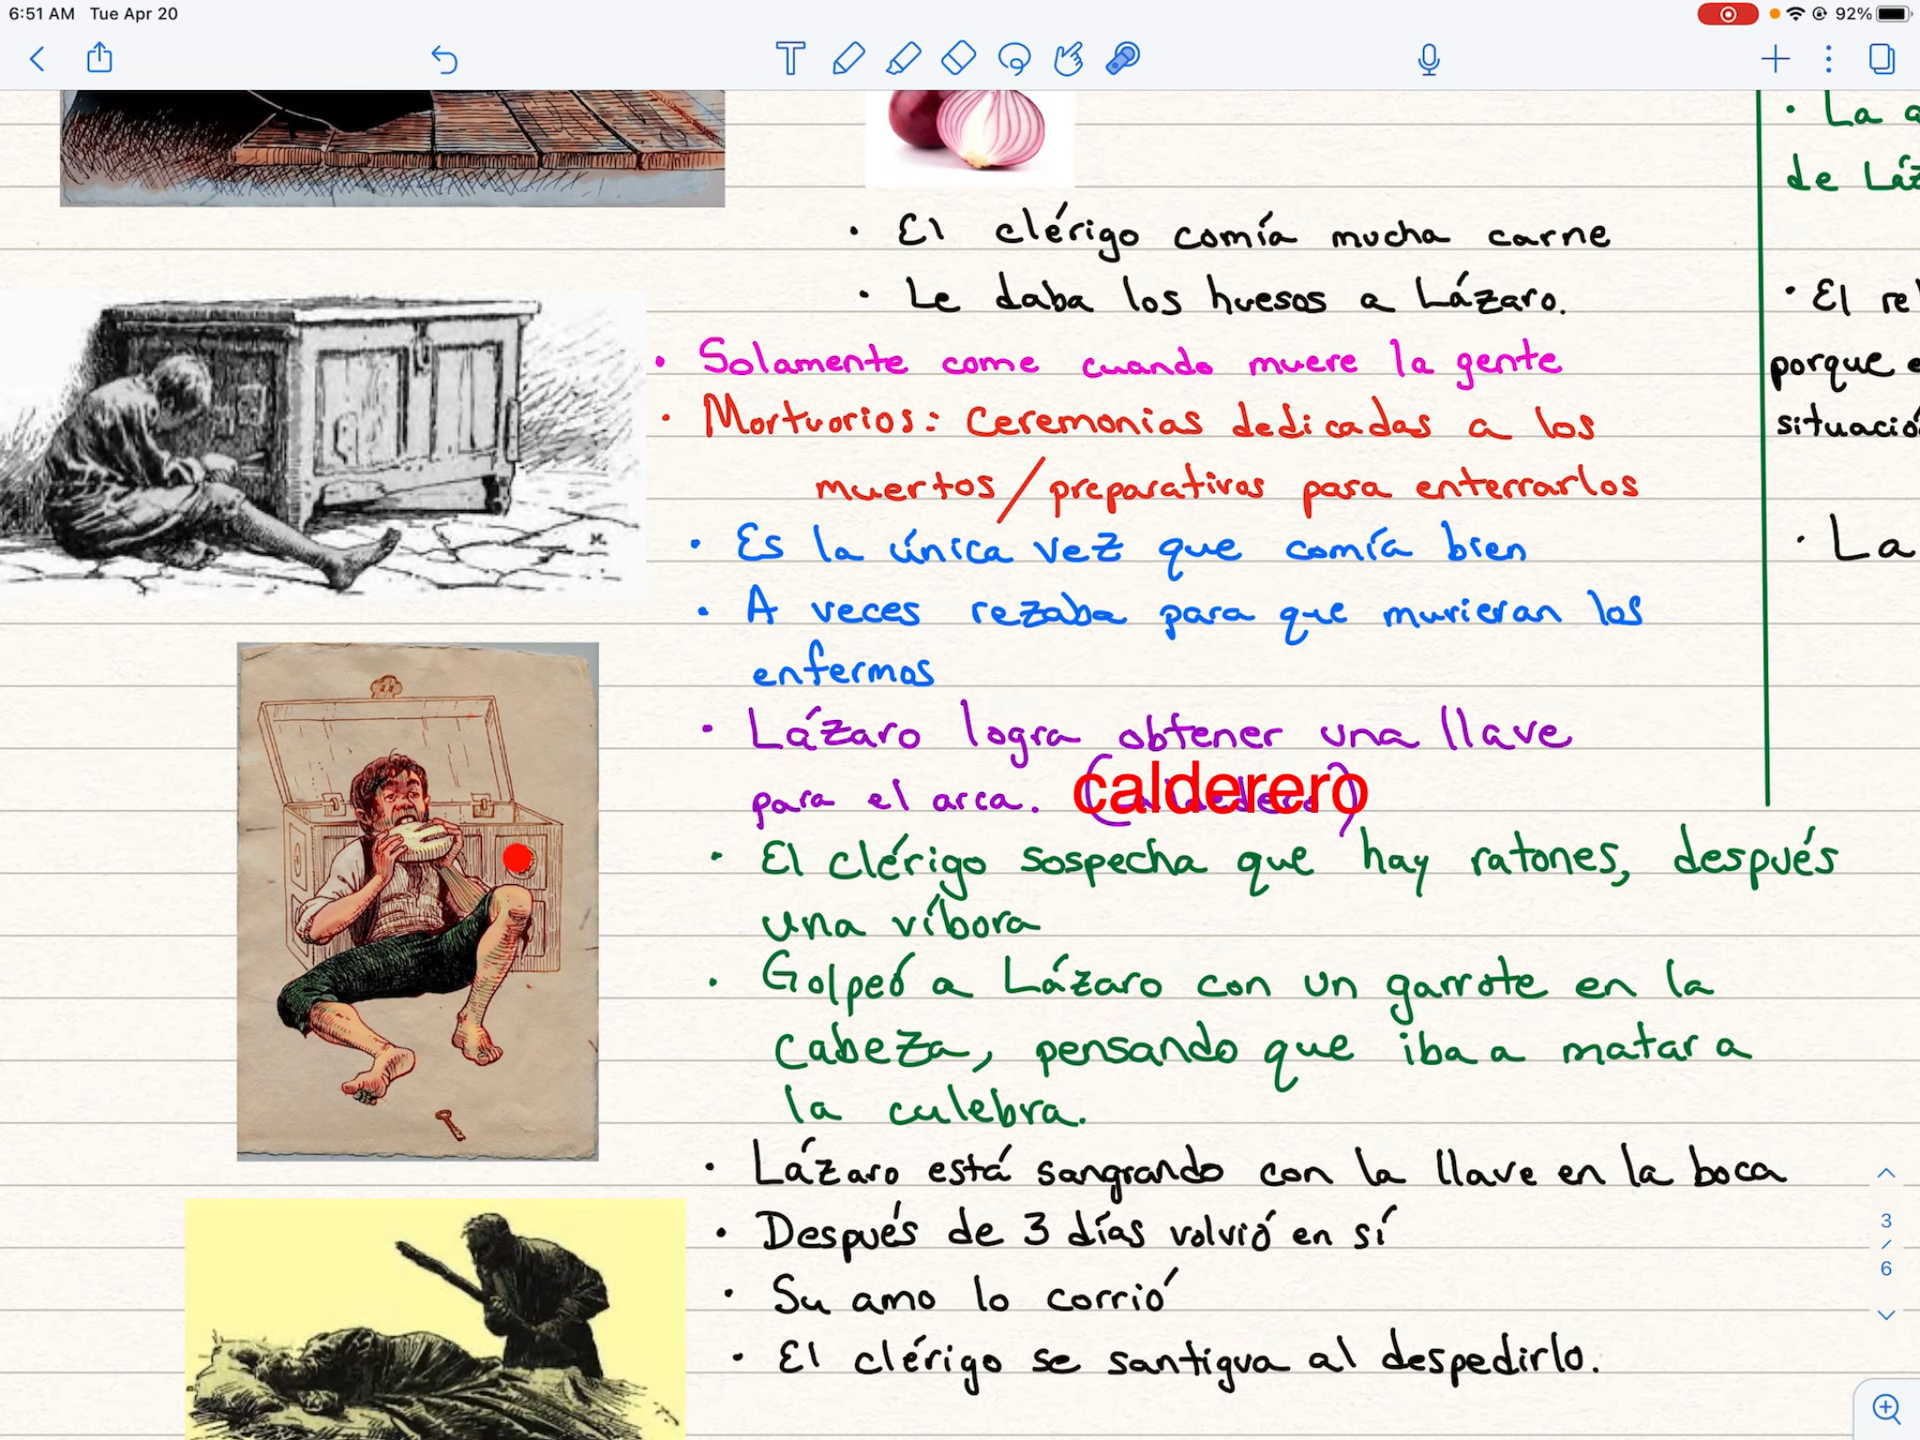 6:51 AM Tue Apr 20
92%
• El clérigo comía mucha carne
• Le daba los huesos a Lázaro.
• Solamente come cuando muere la gente
• Mortuorios: Ceremonias dedicadas a los
muertos/preparativos para enterrarlos
• Es la única vez que comía bien
• A veces rezaba para que murieran los
enfermos
• Lázaro logra obtener una llave
para el arca. calderero
• El clérigo sospecha que hay ratones, después
una víbora
• Golpeó a Lázaro con un garrote en la
cabeza, pensando que iba a matar a
la culebra.
• Lázaro está sangrando con la llave en la boca
• Después de 3 días volvió en sí
• Su amo lo corrió
• El clérigo se santigua al despedirlo.
• La
de
• El
porque
• La
3
/
6